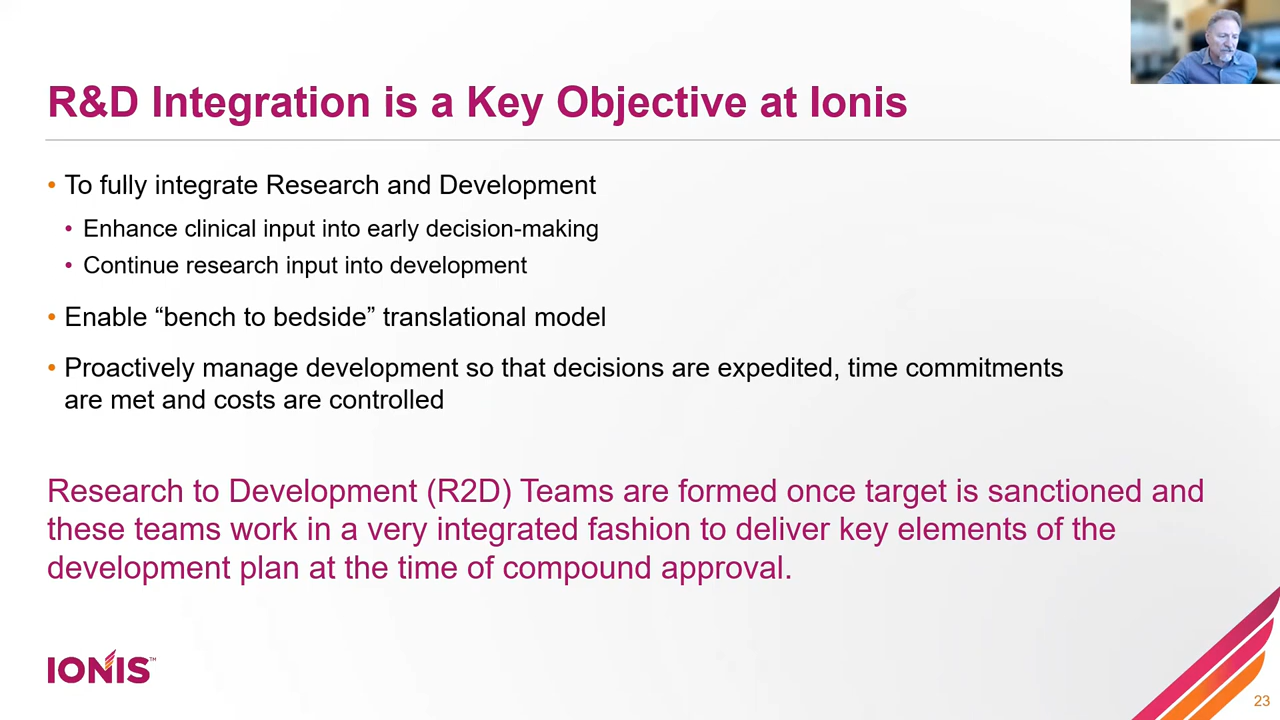 R&D Integration is a Key Objective at Ionis
• To fully integrate Research and Development
• Enhance clinical input into early decision-making
• Continue research input into development
• Enable “bench to bedside” translational model
• Proactively manage development so that decisions are expedited, time commitments
are met and costs are controlled
Research to Development (R2D) Teams are formed once target is sanctioned and
these teams work in a very integrated fashion to deliver key elements of the
development plan at the time of compound approval.
IONIS™
23